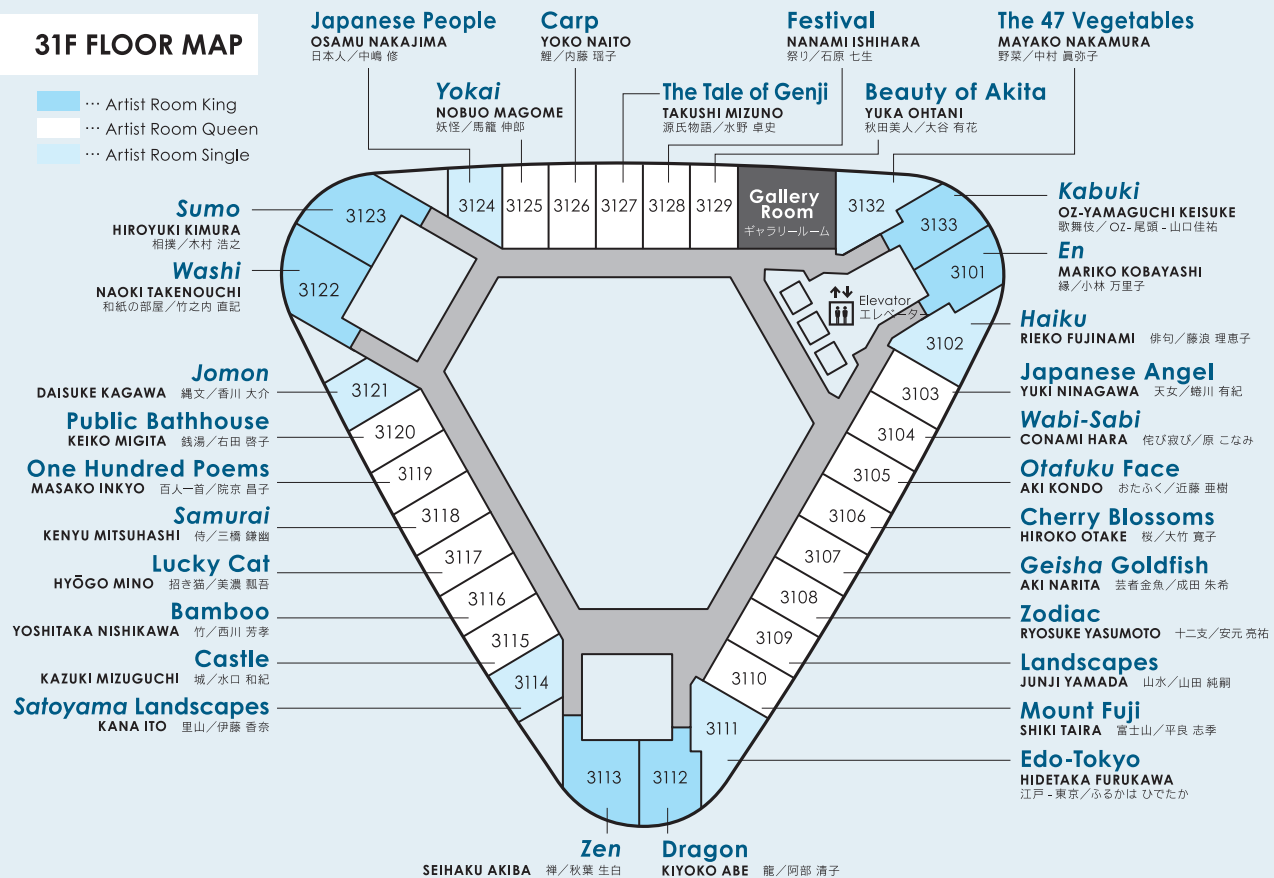 31F FLOOR MAP
… Artist Room King
… Artist Room Queen
… Artist Room Single
Japanese People
OSAMU NAKAJIMA
日本人／中嶋 修
Carp
YOKO NAITO
鯉／内藤 瑶子
Festival
NANAMI ISHIHARA
祭り／石原 七生
The 47 Vegetables
MAYAKO NAKAMURA
野菜／中村 眞弥子
Yokai
NOBUO MAGOME
妖怪／馬籠 伸郎
The Tale of Genji
TAKUSHI MIZUNO
源氏物語／水野 卓史
Beauty of Akita
YUKA OHTANI
秋田美人／大谷 有花
Sumo
HIROYUKI KIMURA
相撲／木村 浩之
Washi
NAOKI TAKENOUCHI
和紙の部屋／竹之内 直記
Jomon
DAISUKE KAGAWA 縄文／香川 大介
Public Bathhouse
KEIKO MIGITA 銭湯／右田 啓子
One Hundred Poems
MASAKO INKYO 百人一首／院京 昌子
Samurai
KENYU MITSUHASHI 侍／三橋 鎌幽
Lucky Cat
HYŌGO MINO 招き猫／美濃 瓢吾
Bamboo
YOSHITAKA NISHIKAWA 竹／西川 芳孝
Castle
KAZUKI MIZUGUCHI 城／水口 和紀
Satoyama Landscapes
KANA ITO 里山／伊藤 香奈
3123
3122
3121
3120
3119
3118
3117
3116
3115
3114
3113
3112
3111
3110
3109
3108
3107
3106
3105
3104
3103
3102
3101
3133
3132
Gallery
Room
ギャラリールーム
3129
3128
3127
3126
3125
3124
Elevator
エレベーター
Kabuki
OZ-YAMAGUCHI KEISUKE
歌舞伎／OZ-尾頭-山口佳祐
En
MARIKO KOBAYASHI
縁／小林 万里子
Haiku
RIEKO FUJINAMI 俳句／藤浪 理恵子
Japanese Angel
YUKI NINAGAWA 天女／蜷川 有紀
Wabi-Sabi
CONAMI HARA 侘び寂び／原 こなみ
Otafuku Face
AKI KONDO おたふく／近藤 亜樹
Cherry Blossoms
HIROKO OTAKE 桜／大竹 寛子
Geisha Goldfish
AKI NARITA 芸者金魚／成田 朱希
Zodiac
RYOSUKE YASUMOTO 十二支／安元 亮祐
Landscapes
JUNJI YAMADA 山水／山田 純嗣
Mount Fuji
SHIKI TAIRA 富士山／平良 志季
Edo-Tokyo
HIDETAKA FURUKAWA
江戸-東京／ふるかは ひでたか
Zen
SEIHAKU AKIBA 禅／秋葉 生白
Dragon
KIYOKO ABE 龍／阿部 清子